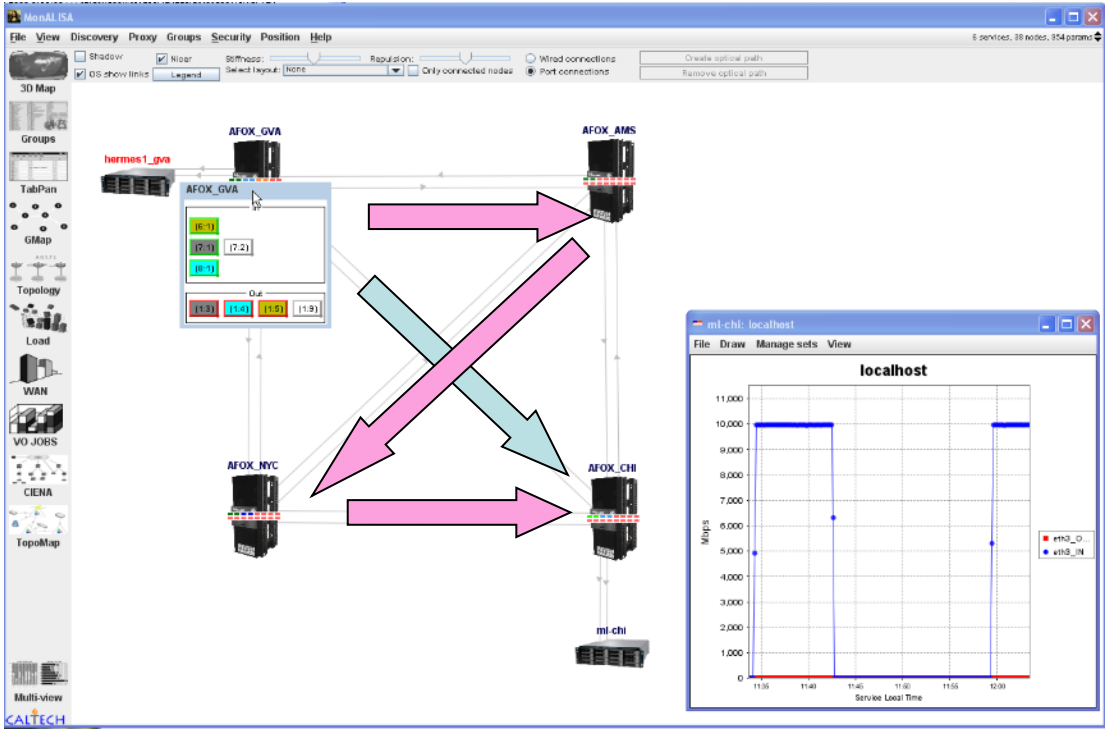 MonALISA
File View Discovery Proxy Groups Security Position Help
6 services, 38 nodes, 354 params
Shadow Nicer Stiffness: Repulsion: Wired connections Create optical path
OS show links Legend Select layout: None Only connected nodes Port connections Remove optical path
3D Map
Groups
TabPan
GMap
Topology
Load
WAN
VO JOBS
CIENA
TopoMap
Multi-view
CALTECH
AFOX_GVA
AFOX_AMS
hermes1_gva
AFOX_GVA
In
(6:1)
(7:1) (7:2)
(8:1)
Out
(1:3) (1:4) (1:5) (1:9)
AFOX_NYC
AFOX_CHI
ml-chi
ml-chi: localhost
File Draw Manage sets View
localhost
11,000
10,000
9,000
8,000
7,000
6,000
5,000
4,000
3,000
2,000
1,000
0
Mbps
11:35 11:40 11:45 11:50 11:55 12:00
Service Local Time
eth3_O...
eth3_IN